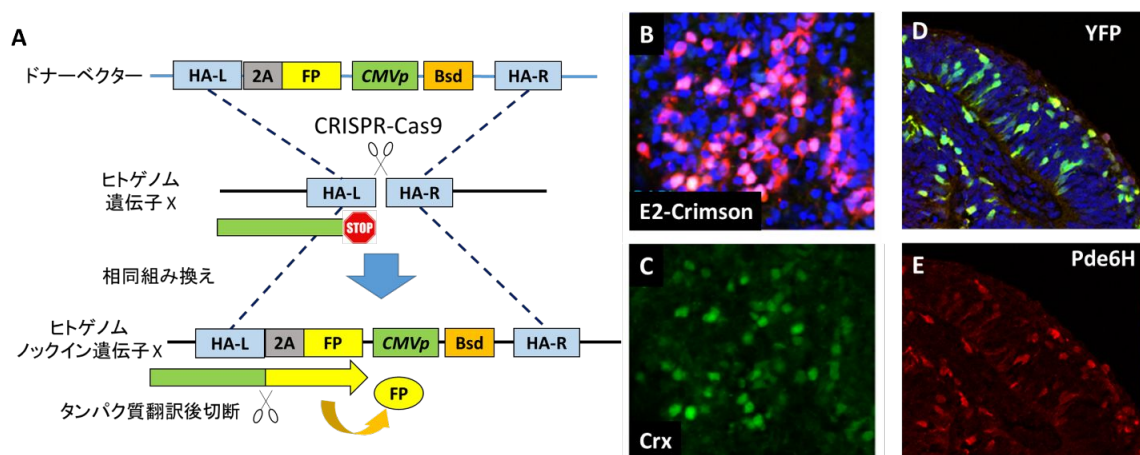 A
ドナーベクター
HA-L 2A FP CMVp Bsd HA-R
CRISPR-Cas9
ヒトゲノム
遺伝子 X
HA-L HA-R
STOP
相同組み換え
ヒトゲノム
ノックイン遺伝子 X
HA-L 2A FP CMVp Bsd HA-R
FP
タンパク質翻訳後切断
B
E2-Crimson
C
Crx
D
YFP
E
Pde6H